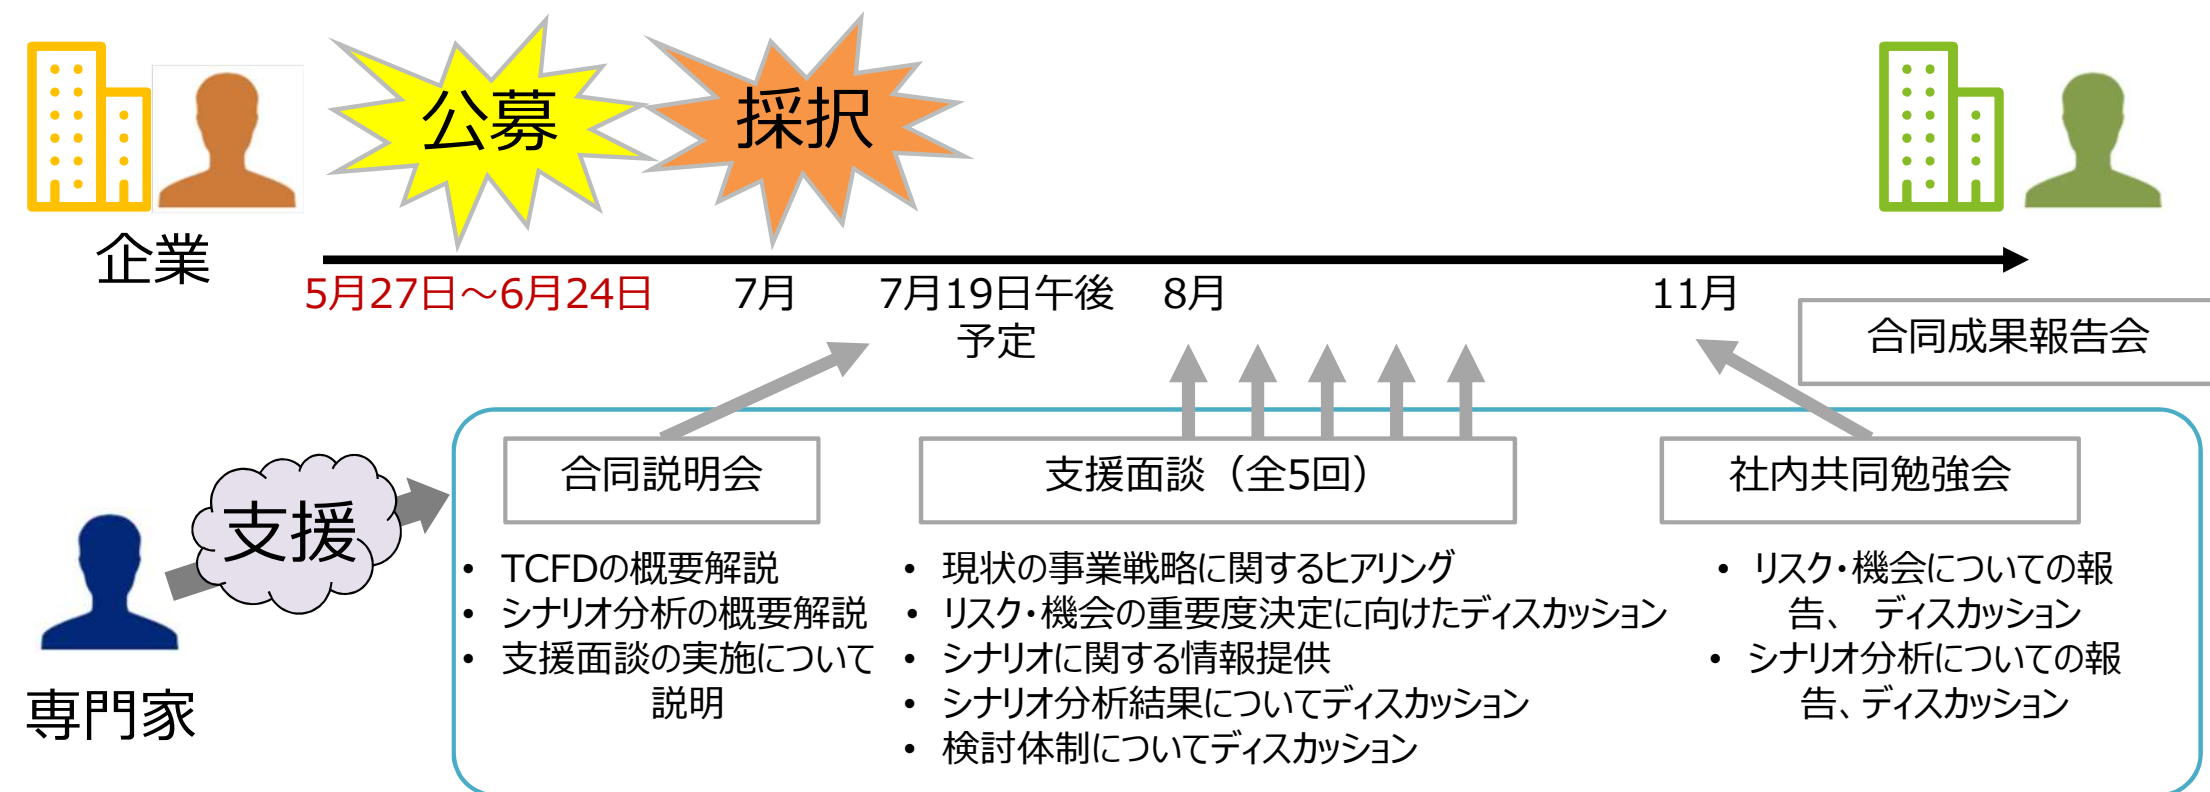 公募
採択
企業
5月27日～6月24日
7月
7月19日午後
予定
8月
11月
合同成果報告会
支援
専門家
合同説明会
• TCFDの概要解説
• シナリオ分析の概要解説
• 支援面談の実施について
説明
支援面談（全5回）
• 現状の事業戦略に関するヒアリング
• リスク・機会の重要度決定に向けたディスカッション
• シナリオに関する情報提供
• シナリオ分析結果についてディスカッション
• 検討体制についてディスカッション
社内共同勉強会
• リスク・機会についての報
告、 ディスカッション
• シナリオ分析についての報
告、ディスカッション